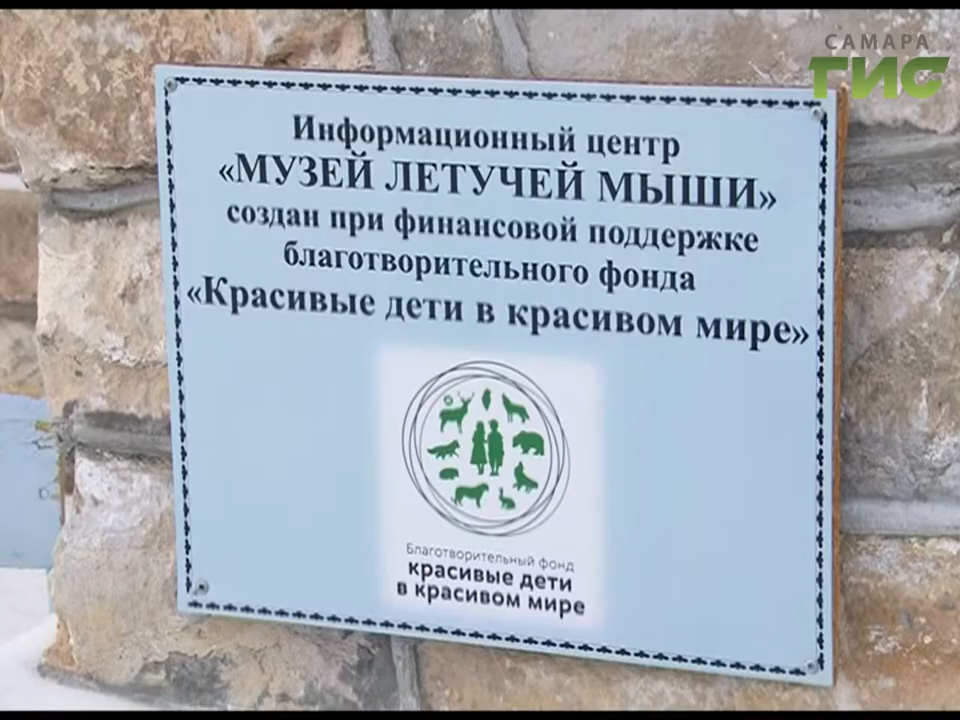 САМАРА
ГИС
Информационный центр
«МУЗЕЙ ЛЕТУЧЕЙ МЫШИ»
создан при финансовой поддержке
благотворительного фонда
«Красивые дети в красивом мире»
Благотворительный фонд
красивые дети
в красивом мире